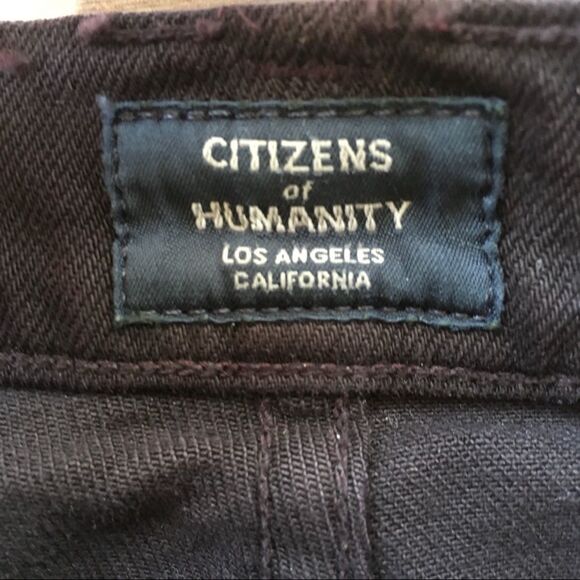 CITIZENS
of
HUMANITY
LOS ANGELES
CALIFORNIA